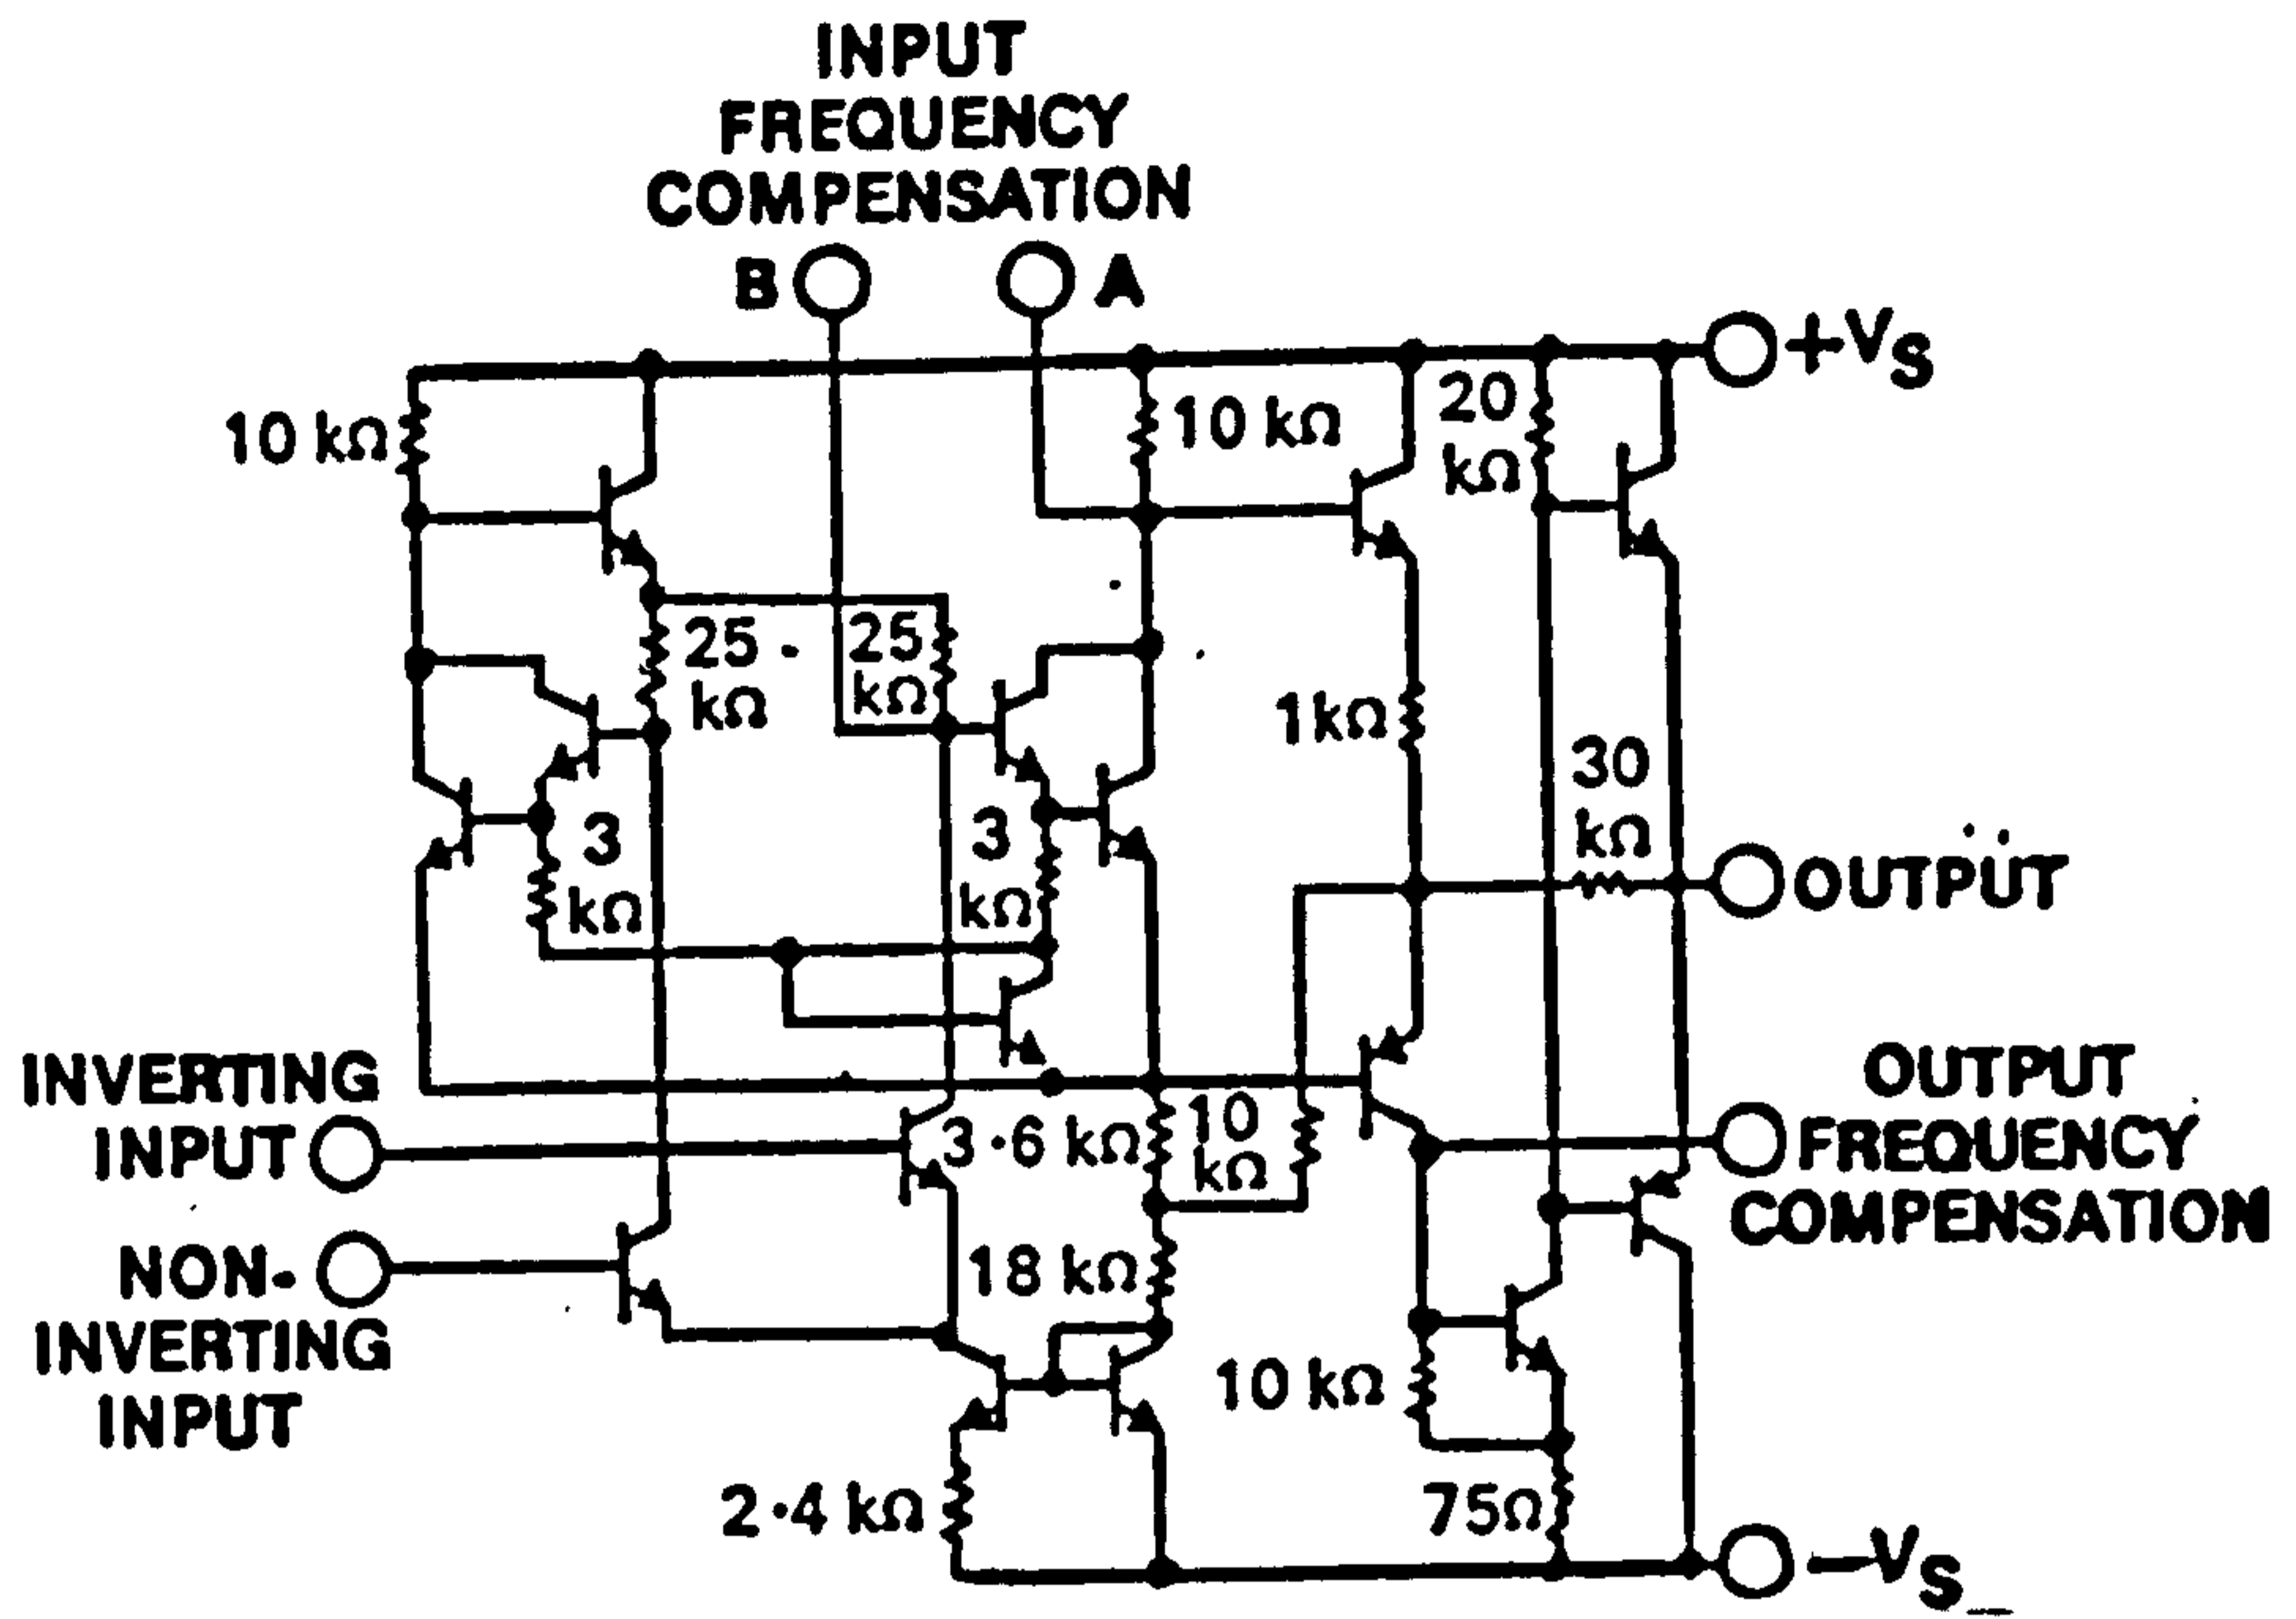 INPUT
FREQUENCY
COMPENSATION
B
A
+VS
10 kΩ
10 kΩ
20
kΩ
25
kΩ
25
kΩ
1kΩ
30
kΩ
3
kΩ
3
kΩ
OUTPUT
INVERTING
INPUT
3·6 kΩ
10
kΩ
OUTPUT
FREQUENCY
COMPENSATION
NON-
INVERTING
INPUT
18 kΩ
10 kΩ
2·4 kΩ
75Ω
−VS